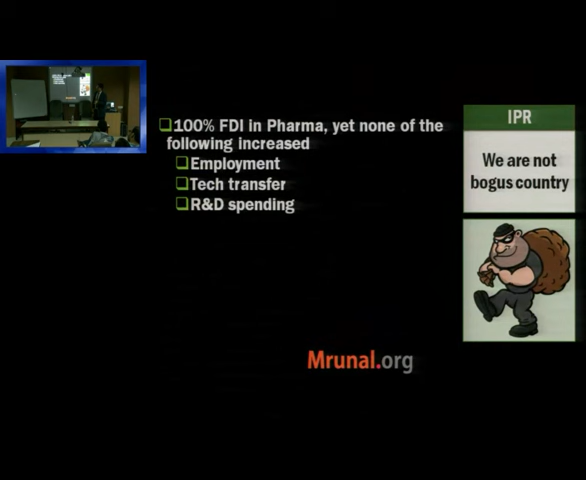 100% FDI in Pharma, yet none of the
following increased
Employment
Tech transfer
R&D spending
IPR
We are not
bogus country
Mrunal.org